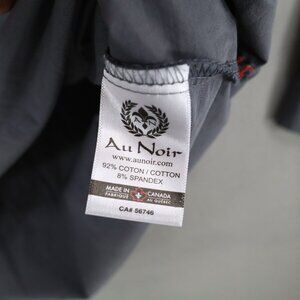 Au Noir
www.aunoir.com
92% COTON / COTTON
8% SPANDEX
MADE IN CANADA
FABRIQUÉ AU QUÉBEC
CA# 56746